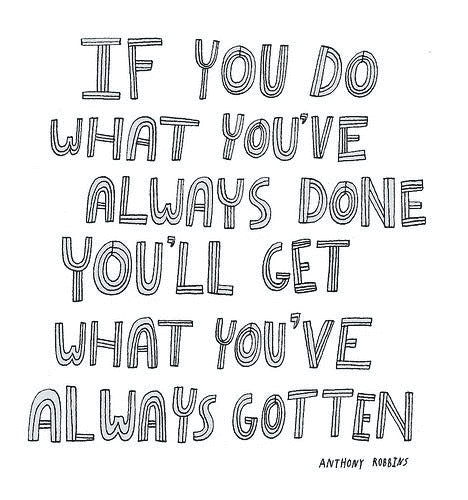 IF YOU DO
WHAT YOU'VE
ALWAYS DONE
YOU'LL GET
WHAT YOU'VE
ALWAYS GOTTEN
ANTHONY ROBBINS